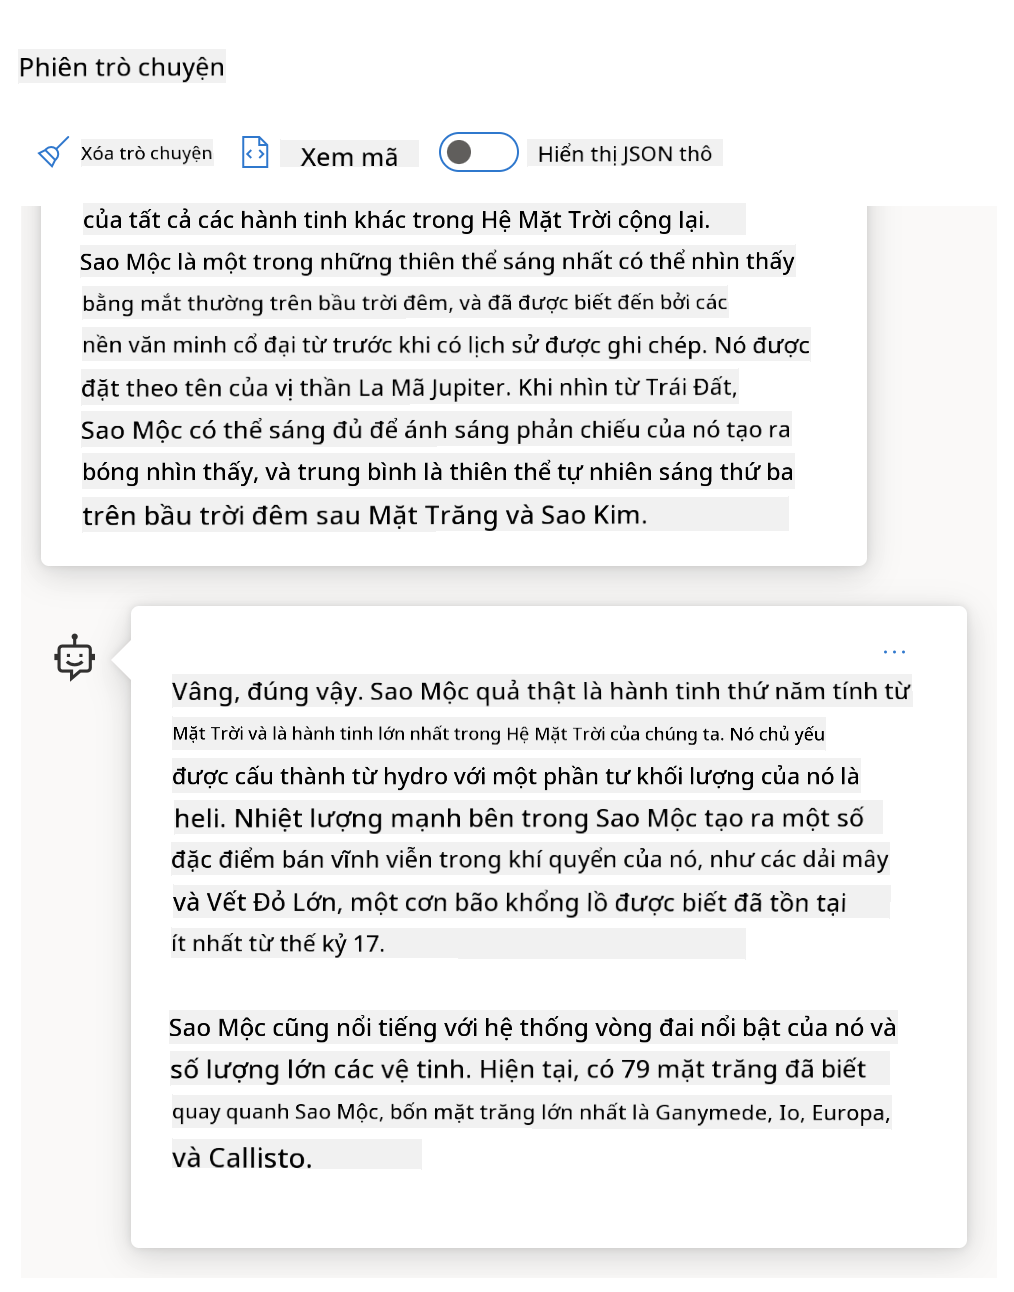 Phiên trò chuyện
Xóa trò chuyện
Xem mã
Hiển thị JSON thô
của tất cả các hành tinh khác trong Hệ Mặt Trời cộng lại.
Sao Mộc là một trong những thiên thể sáng nhất có thể nhìn thấy
bằng mắt thường trên bầu trời đêm, và đã được biết đến bởi các
nền văn minh cổ đại từ trước khi có lịch sử được ghi chép. Nó được
đặt theo tên của vị thần La Mã Jupiter. Khi nhìn từ Trái Đất,
Sao Mộc có thể sáng đủ để ánh sáng phản chiếu của nó tạo ra
bóng nhìn thấy, và trung bình là thiên thể tự nhiên sáng thứ ba
trên bầu trời đêm sau Mặt Trăng và Sao Kim.
Vâng, đúng vậy. Sao Mộc quả thật là hành tinh thứ năm tính từ
Mặt Trời và là hành tinh lớn nhất trong Hệ Mặt Trời của chúng ta. Nó chủ yếu
được cấu thành từ hydro với một phần tư khối lượng của nó là
heli. Nhiệt lượng mạnh bên trong Sao Mộc tạo ra một số
đặc điểm bán vĩnh viễn trong khí quyển của nó, như các dải mây
và Vết Đỏ Lớn, một cơn bão khổng lồ được biết đã tồn tại
ít nhất từ thế kỷ 17.
Sao Mộc cũng nổi tiếng với hệ thống vòng đai nổi bật của nó và
số lượng lớn các vệ tinh. Hiện tại, có 79 mặt trăng đã biết
quay quanh Sao Mộc, bốn mặt trăng lớn nhất là Ganymede, Io, Europa,
và Callisto.